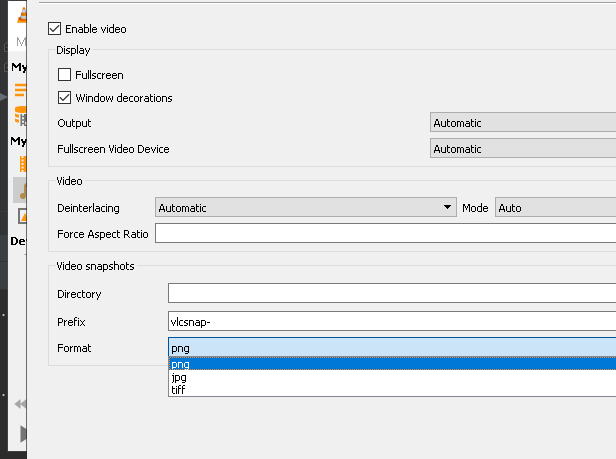 Enable video
Display
Fullscreen
Window decorations
Output Automatic
Fullscreen Video Device Automatic
Video
Deinterlacing Automatic Mode Auto
Force Aspect Ratio
Video snapshots
Directory
Prefix vlcsnap-
Format png
png
jpg
tiff
M
My
My
De